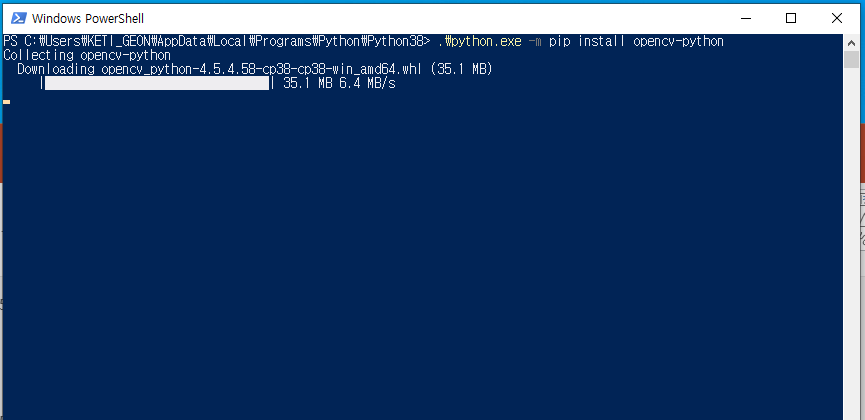 Windows PowerShell
PS C:₩Users₩KETI_GEON₩AppData₩Local₩Programs₩Python₩Python38> .₩python.exe -m pip install opencv-python
Collecting opencv-python
  Downloading opencv_python-4.5.4.58-cp38-cp38-win_amd64.whl (35.1 MB)
     |████████████████████████████████| 35.1 MB 6.4 MB/s